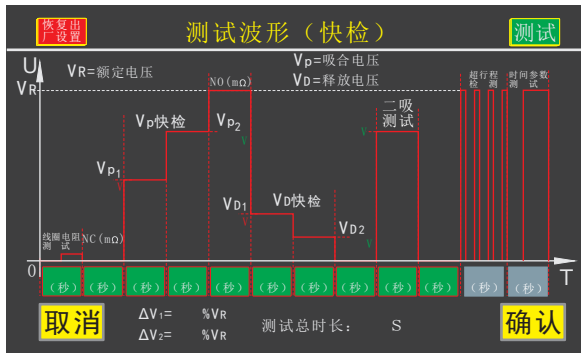 恢复出
厂设置
测试波形（快检）
测试
U
VR=额定电压
Vp=吸合电压
VD=释放电压
VR
NO(mΩ)
超行程
检 测
时间参数
测 试
二吸
测试
Vp快检
Vp2
V
V
Vp1
V
VD1
VD快检
V
VD2
V
线圈电阻
测 试
NC(mΩ)
0
T
(秒) (秒) (秒) (秒) (秒) (秒) (秒) (秒) (秒) (秒) (秒) (秒)
取消
ΔV1= %VR
ΔV2= %VR
测试总时长: S
确认